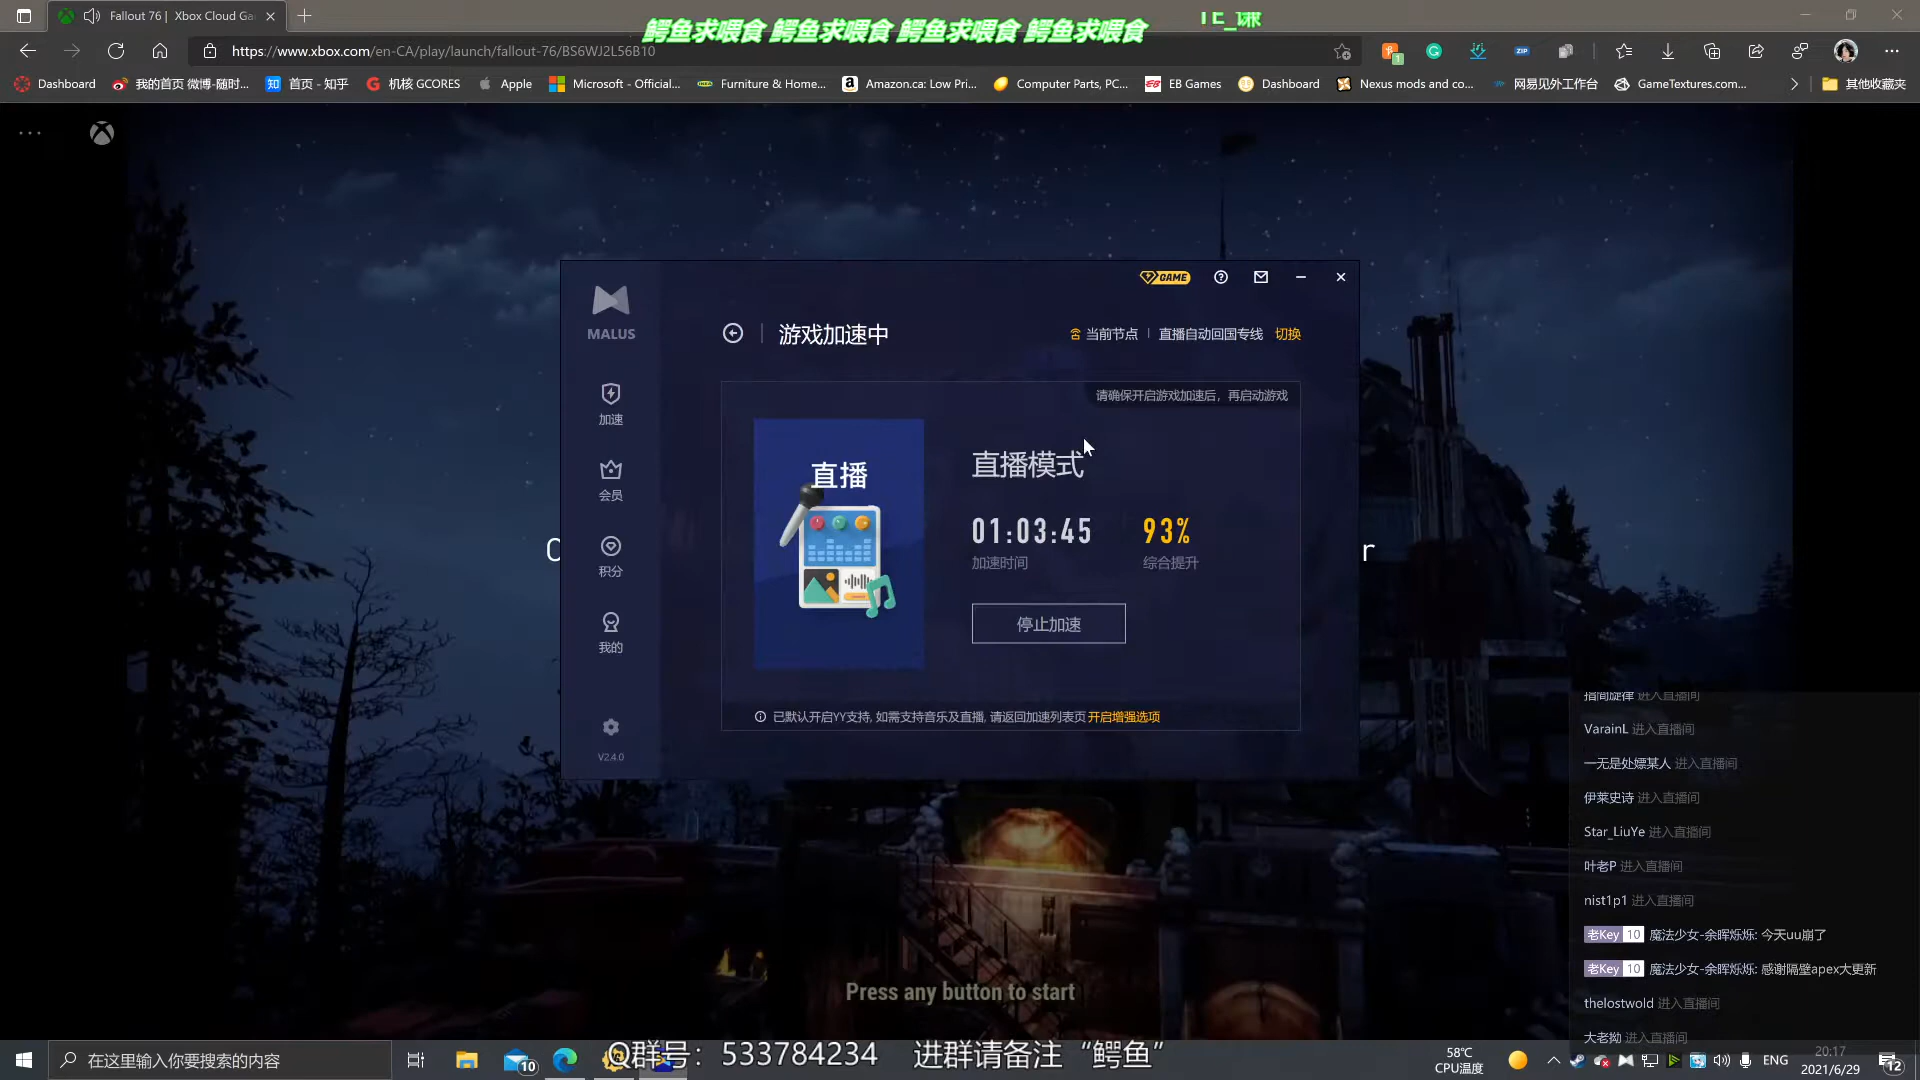 Fallout 76 | Xbox Cloud Ga
鳄鱼求喂食 鳄鱼求喂食 鳄鱼求喂食 鳄鱼求喂食
https://www.xbox.com/en-CA/play/launch/fallout-76/BS6WJ2L56B10
1
ZIP
Dashboard
我的首页 微博-随时...
知 首页 - 知乎
G 机核 GCORES
Apple
Microsoft - Official...
Furniture & Home...
a Amazon.ca: Low Pri...
Computer Parts, PC...
EB EB Games
Dashboard
Nexus mods and co...
网易见外工作台
GameTextures.com...
其他收藏夹
GAME
MALUS
游戏加速中
当前节点 | 直播自动回国专线 切换
请确保开启游戏加速后，再启动游戏
加速
会员
积分
我的
V2.4.0
直播
直播模式
01:03:45
93%
加速时间
综合提升
停止加速
已默认开启YY支持, 如需支持音乐及直播, 请返回加速列表页 开启增强选项
指间旋律 进入直播间
VarainL 进入直播间
一无是处嫖某人 进入直播间
伊莱史诗 进入直播间
Star_LiuYe 进入直播间
叶老P 进入直播间
nist1p1 进入直播间
老Key 10 魔法少女-余晖烁烁: 今天uu崩了
老Key 10 魔法少女-余晖烁烁: 感谢隔壁apex大更新
thelostwold 进入直播间
大老拗 进入直播间
Press any button to start
在这里输入你要搜索的内容
10
Q群号：533784234 进群请备注“鳄鱼”
58℃
CPU温度
ENG
20:17
2021/6/29
12